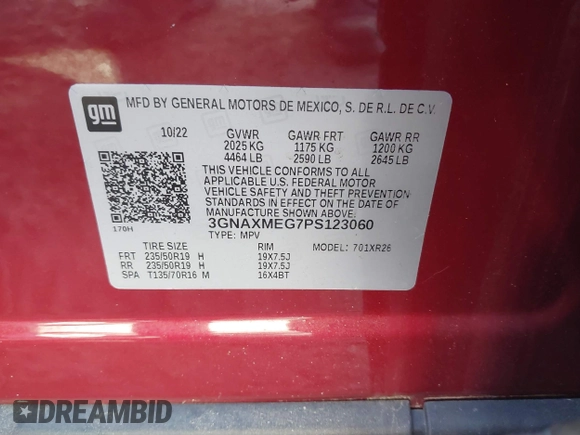 gm
MFD BY GENERAL MOTORS DE MEXICO, S. DE R.L. DE C.V.
10/22 GVWR GAWR FRT GAWR RR
2025 KG 1175 KG 1200 KG
4464 LB 2590 LB 2645 LB
THIS VEHICLE CONFORMS TO ALL
APPLICABLE U.S. FEDERAL MOTOR
VEHICLE SAFETY AND THEFT PREVENTION
STANDARDS IN EFFECT ON THE DATE
OF MANUFACTURE SHOWN ABOVE.
3GNAXMEG7PS123060
170H TYPE: MPV MODEL: 701XR26
TIRE SIZE RIM
FRT 235/50R19 H 19X7.5J
RR 235/50R19 H 19X7.5J
SPA T135/70R16 M 16X4BT
DREAMBID